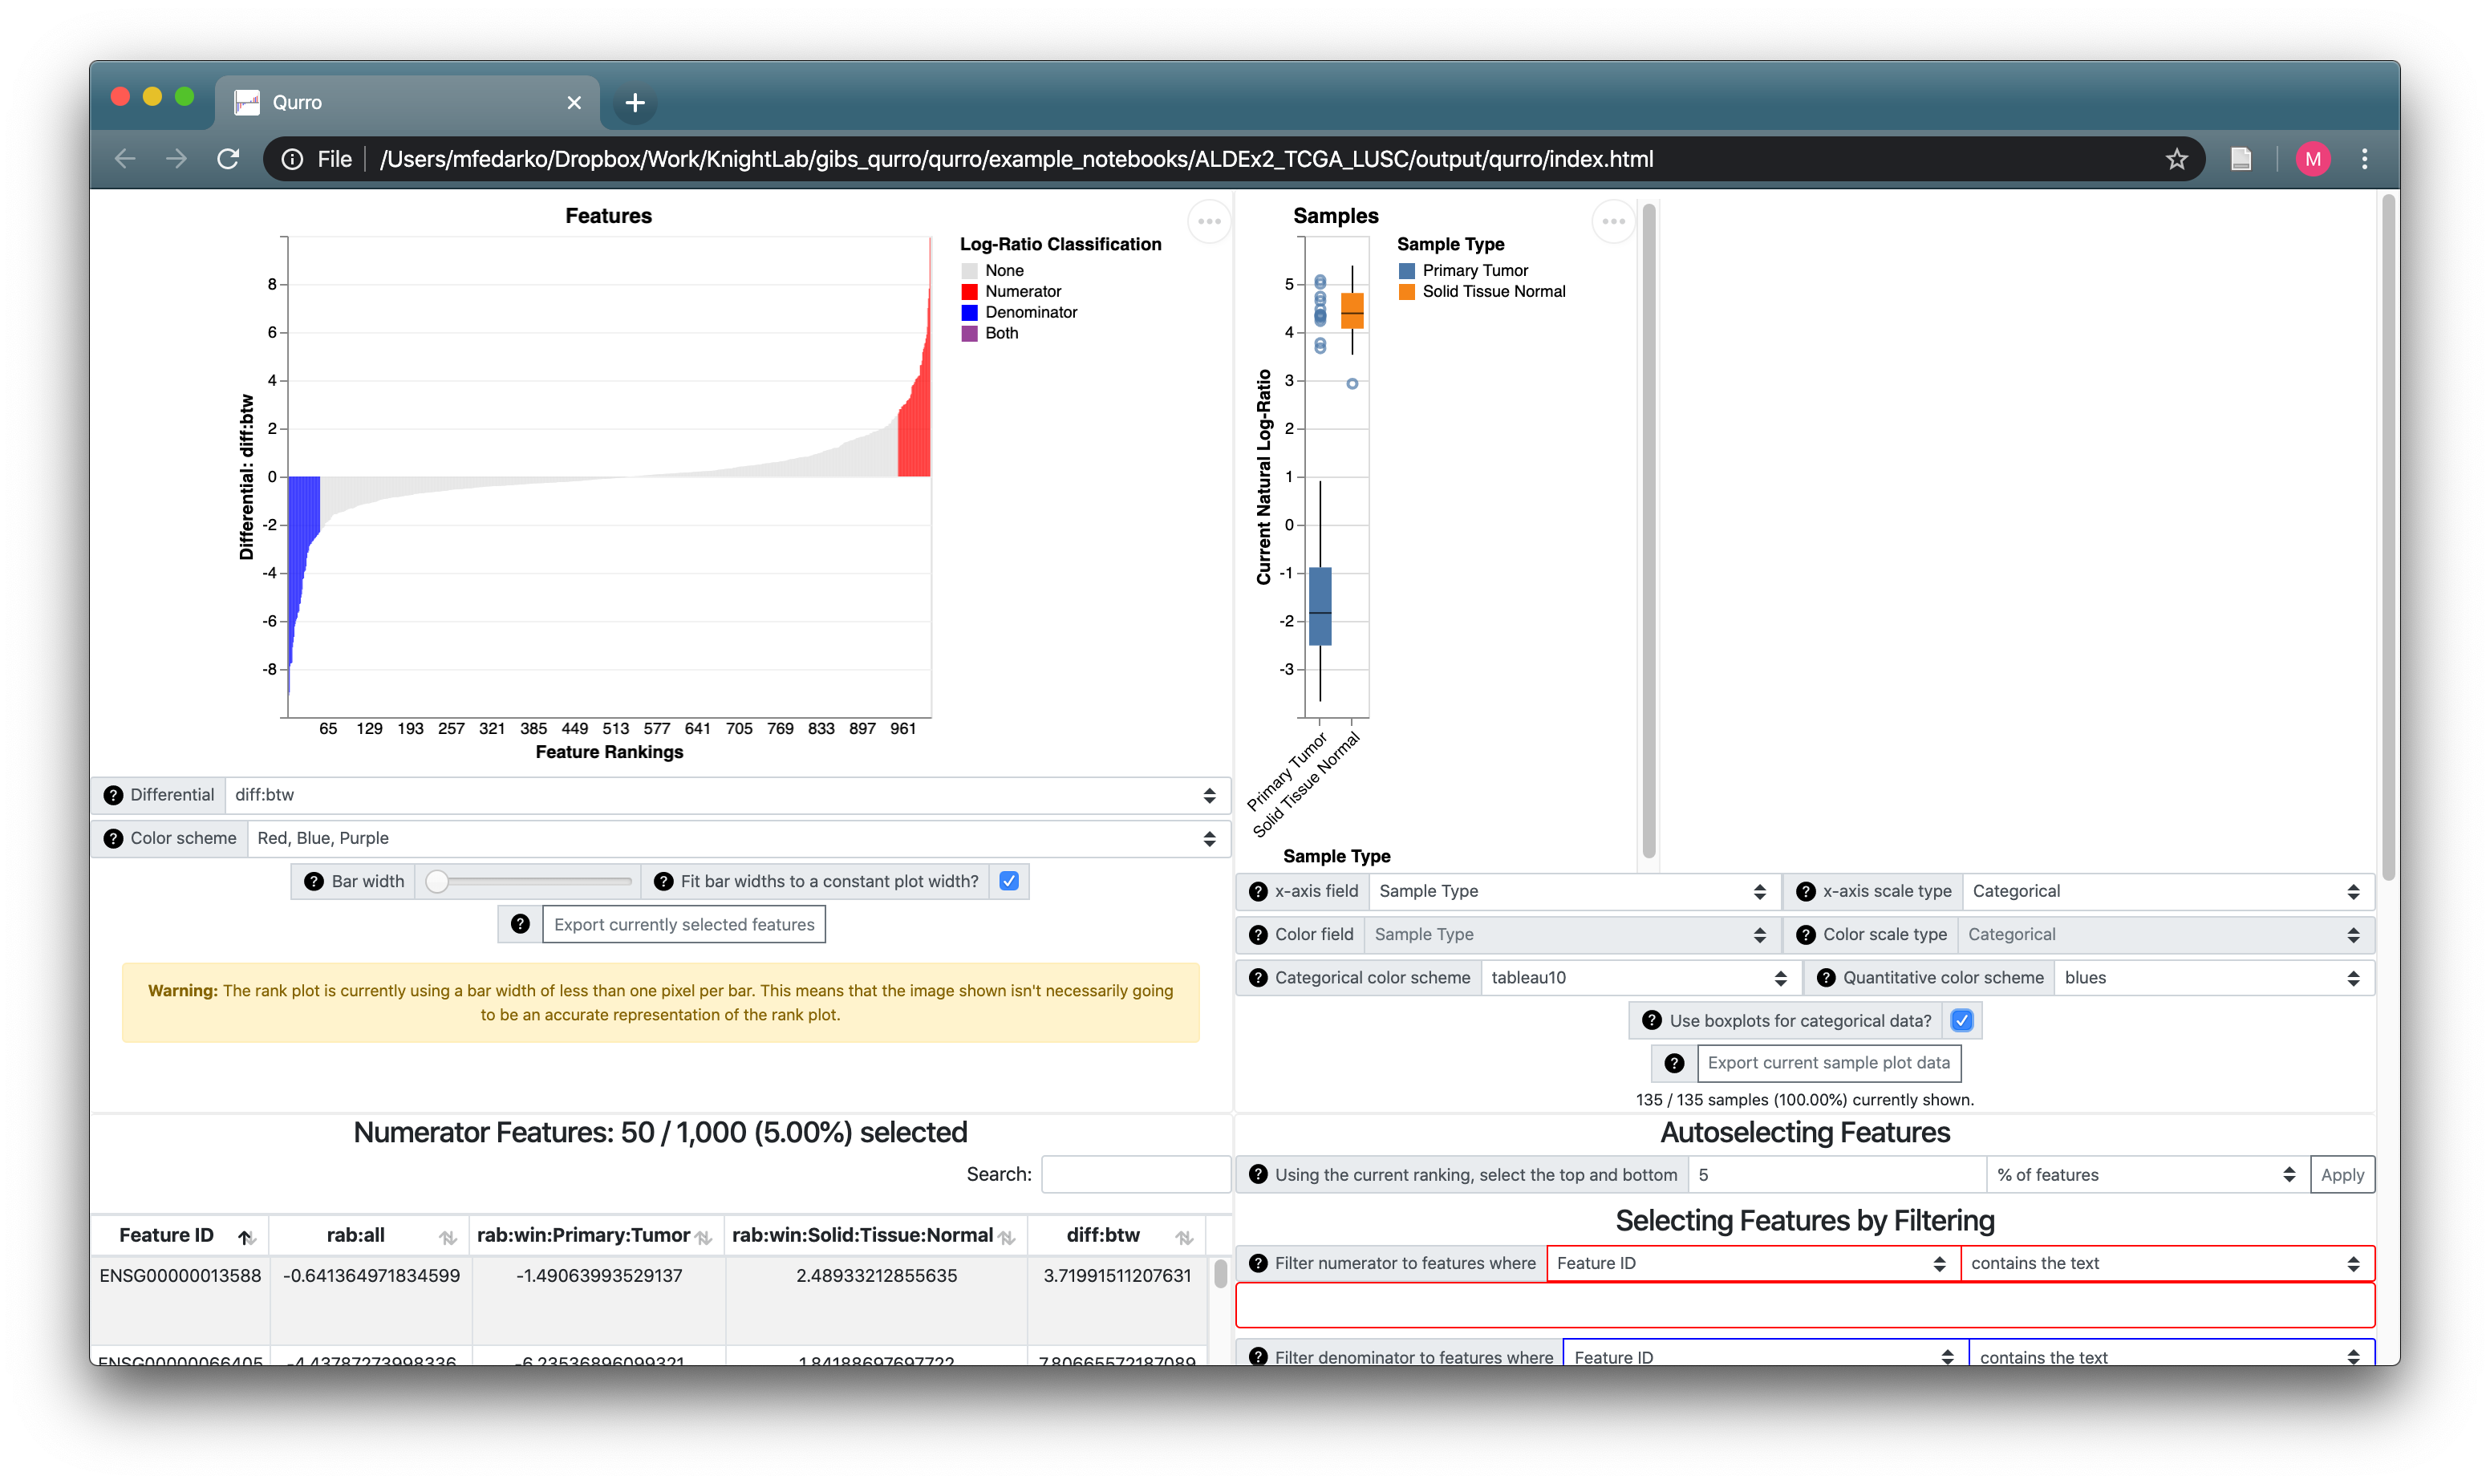 Qurro
File /Users/mfedarko/Dropbox/Work/KnightLab/gibs_qurro/qurro/example_notebooks/ALDEx2_TCGA_LUSC/output/qurro/index.html
M
Features
Differential: diff:btw
8
6
4
2
0
-2
-4
-6
-8
65 129 193 257 321 385 449 513 577 641 705 769 833 897 961
Feature Rankings
Log-Ratio Classification
None
Numerator
Denominator
Both
Differential diff:btw
Color scheme Red, Blue, Purple
Bar width Fit bar widths to a constant plot width?
Export currently selected features
Warning: The rank plot is currently using a bar width of less than one pixel per bar. This means that the image shown isn't necessarily going
to be an accurate representation of the rank plot.
Samples
Current Natural Log-Ratio
5
4
3
2
1
0
-1
-2
-3
Primary Tumor
Solid Tissue Normal
Sample Type
Sample Type
Primary Tumor
Solid Tissue Normal
x-axis field Sample Type x-axis scale type Categorical
Color field Sample Type Color scale type Categorical
Categorical color scheme tableau10 Quantitative color scheme blues
Use boxplots for categorical data?
Export current sample plot data
135 / 135 samples (100.00%) currently shown.
Numerator Features: 50 / 1,000 (5.00%) selected
Search:
Feature ID rab:all rab:win:Primary:Tumor rab:win:Solid:Tissue:Normal diff:btw
ENSG00000013588 -0.641364971834599 -1.49063993529137 2.48933212855635 3.71991511207631
ENSG00000066405 -4.43787273998336 -6.23536896099321 1.84188697697722 7.80665572187089
Autoselecting Features
Using the current ranking, select the top and bottom 5 % of features Apply
Selecting Features by Filtering
Filter numerator to features where Feature ID contains the text
Filter denominator to features where Feature ID contains the text